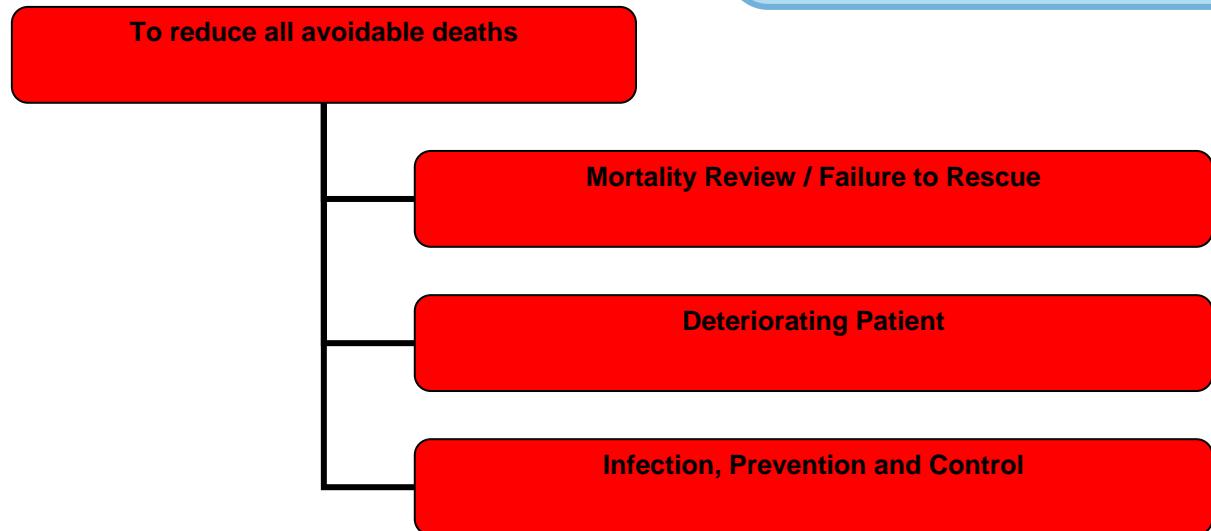 To reduce all avoidable deaths
Mortality Review / Failure to Rescue
Deteriorating Patient
Infection, Prevention and Control